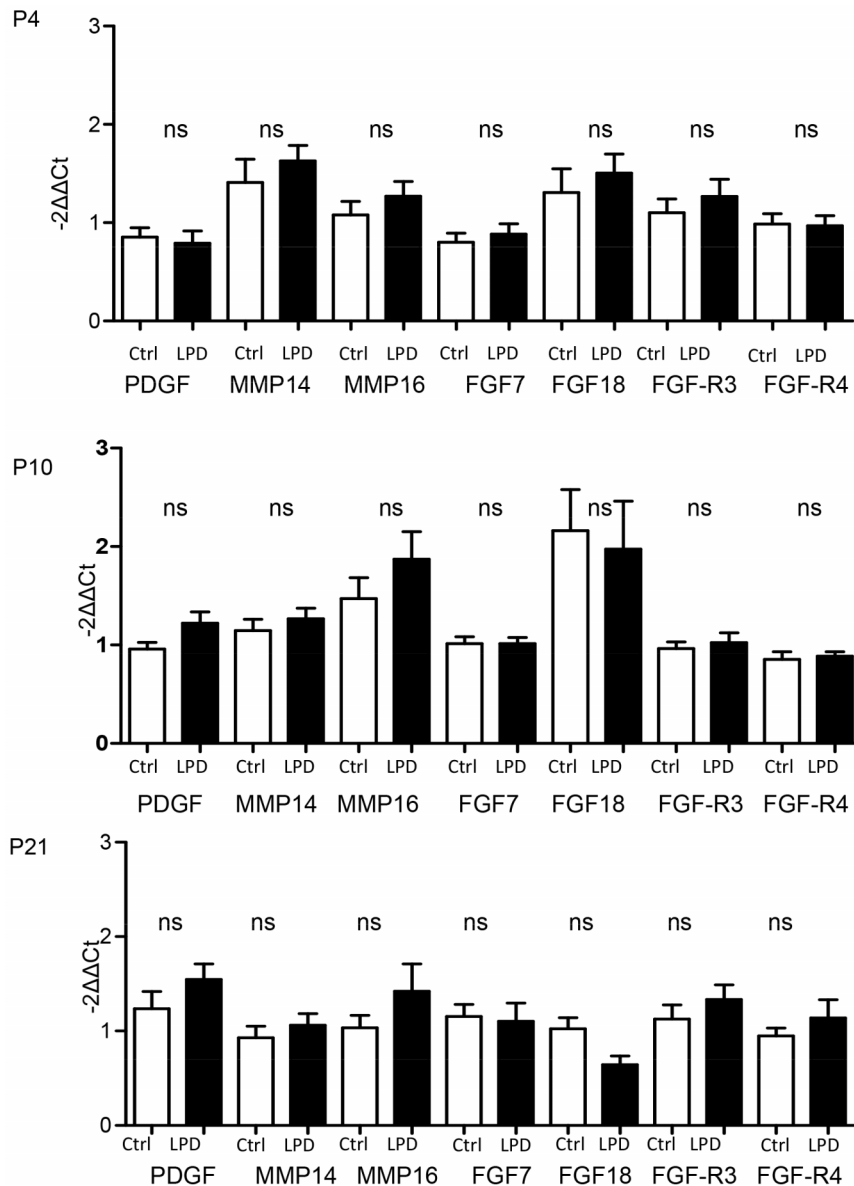 P4
3
ns ns ns ns ns ns ns
2
-2ΔΔCt
1
0
Ctrl LPD Ctrl LPD Ctrl LPD Ctrl LPD Ctrl LPD Ctrl LPD Ctrl LPD
PDGF MMP14 MMP16 FGF7 FGF18 FGF-R3 FGF-R4
P10
3
ns ns ns ns ns ns ns
2
-2ΔΔCt
1
0
Ctrl LPD Ctrl LPD Ctrl LPD Ctrl LPD Ctrl LPD Ctrl LPD Ctrl LPD
PDGF MMP14 MMP16 FGF7 FGF18 FGF-R3 FGF-R4
P21
3
ns ns ns ns ns ns ns
2
-2ΔΔCt
1
0
Ctrl LPD Ctrl LPD Ctrl LPD Ctrl LPD Ctrl LPD Ctrl LPD Ctrl LPD
PDGF MMP14 MMP16 FGF7 FGF18 FGF-R3 FGF-R4